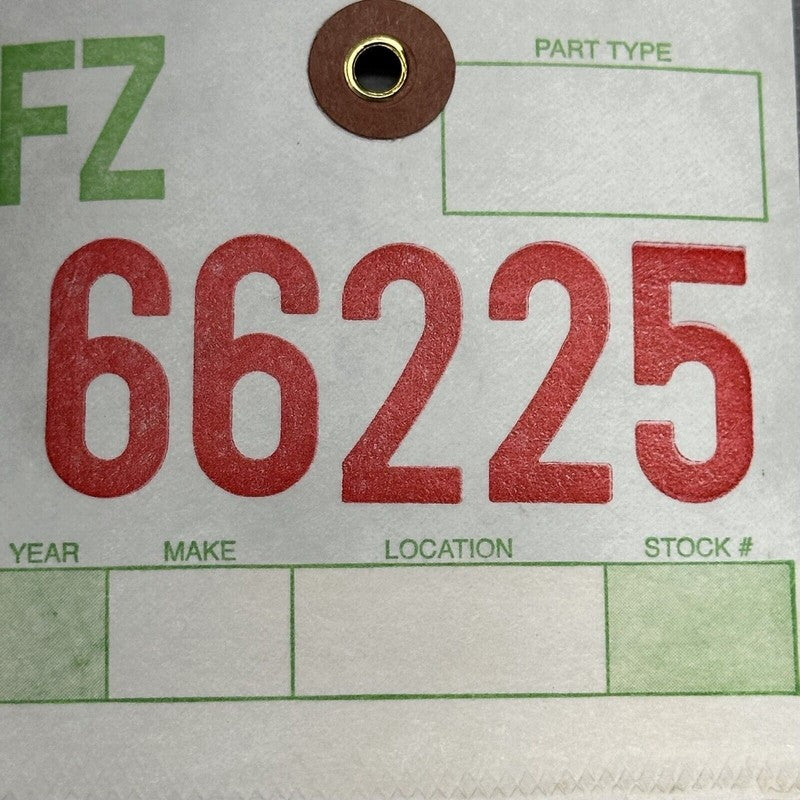 FZ
PART TYPE
66225
YEAR MAKE LOCATION STOCK #